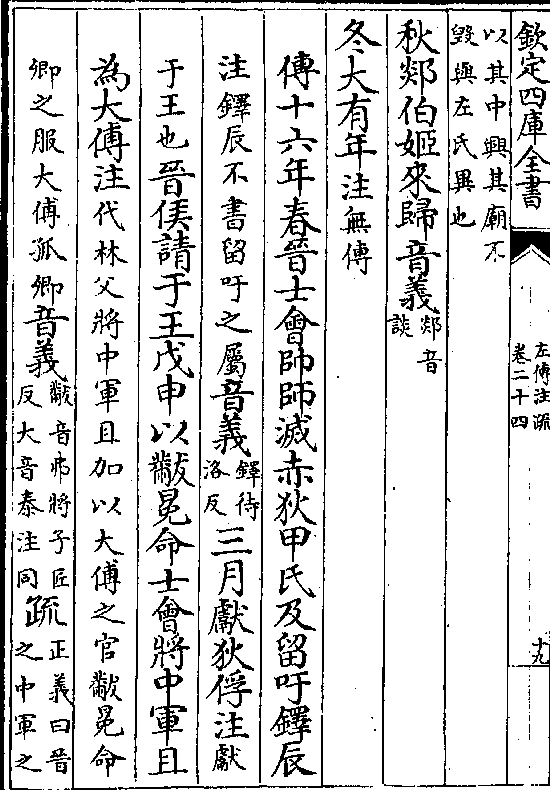 欽定四庫全書
左傳注疏
卷二十四
十九
以其中興其廟不
毀與左氏異也
秋郯伯姬來歸音義郯音
談
冬大有年注無傳
傳十六年春晉士會帥師滅赤狄甲氏及留吁鐸辰
注鐸辰不書留吁之屬音義鐸待
洛反三月獻狄俘注獻
于王也晉侯請于王戊申以黻冕命士會將中軍且
為大傅注代林父將中軍且加以大傅之官黻冕命
卿之服大傅孤卿音義黻音弗將子匠
反大音泰注同疏正義曰晉
之中軍之